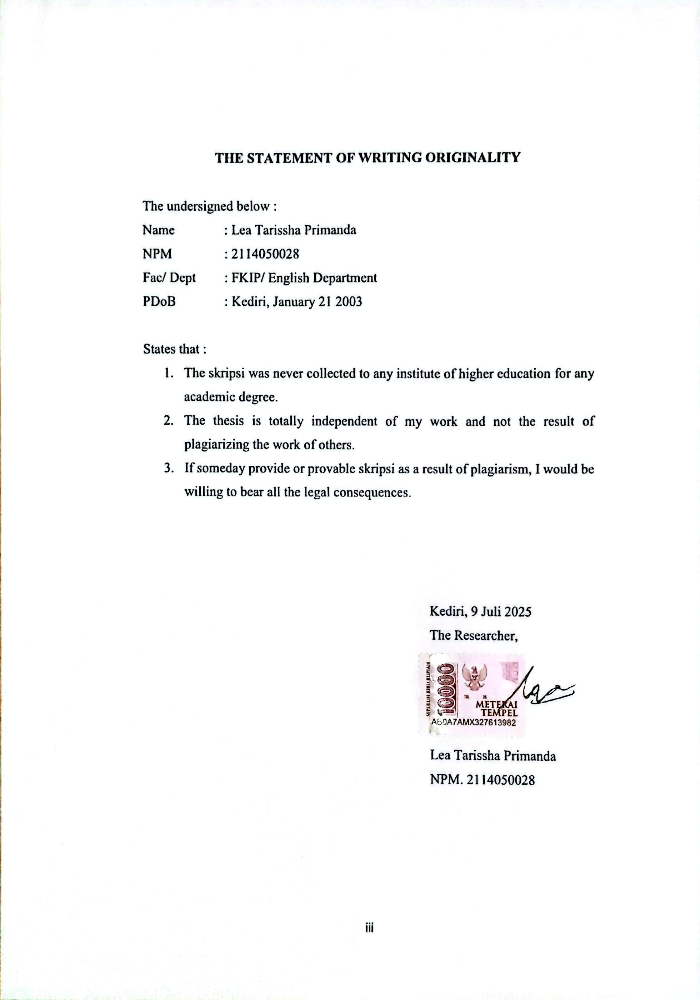 THE STATEMENT OF WRITING ORIGINALITY
The undersigned below :
Name : Lea Tarissha Primanda
NPM : 2114050028
Fac/ Dept : FKIP/ English Department
PDoB : Kediri, January 21 2003
States that :
1. The skripsi was never collected to any institute of higher education for any
academic degree.
2. The thesis is totally independent of my work and not the result of
plagiarizing the work of others.
3. If someday provide or provable skripsi as a result of plagiarism, I would be
willing to bear all the legal consequences.
Kediri, 9 Juli 2025
The Researcher,
SEPULUH RIBU RUPIAH
10000
METERAI
TEMPEL
Lea Tarissha Primanda
NPM. 2114050028
iii